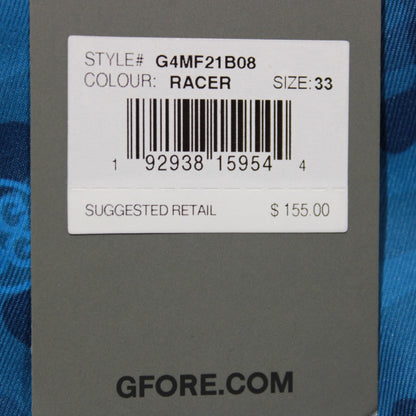 STYLE# G4MF21B08
COLOUR: RACER SIZE: 33
1 92938 15954 4
SUGGESTED RETAIL $ 155.00
GFORE.COM